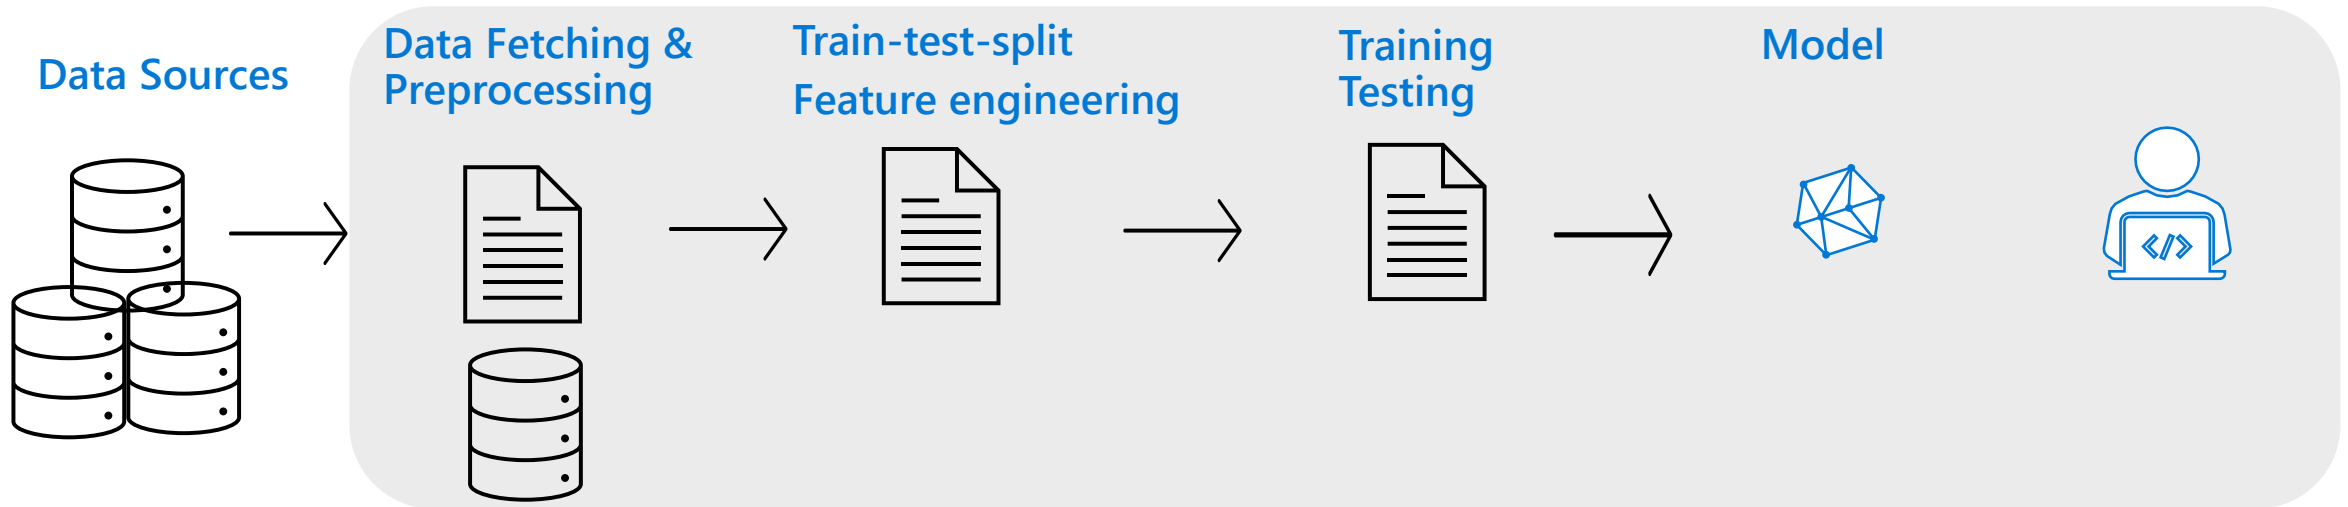 Data Sources
Data Fetching &
Preprocessing
Train-test-split
Feature engineering
Training
Testing
Model
</>